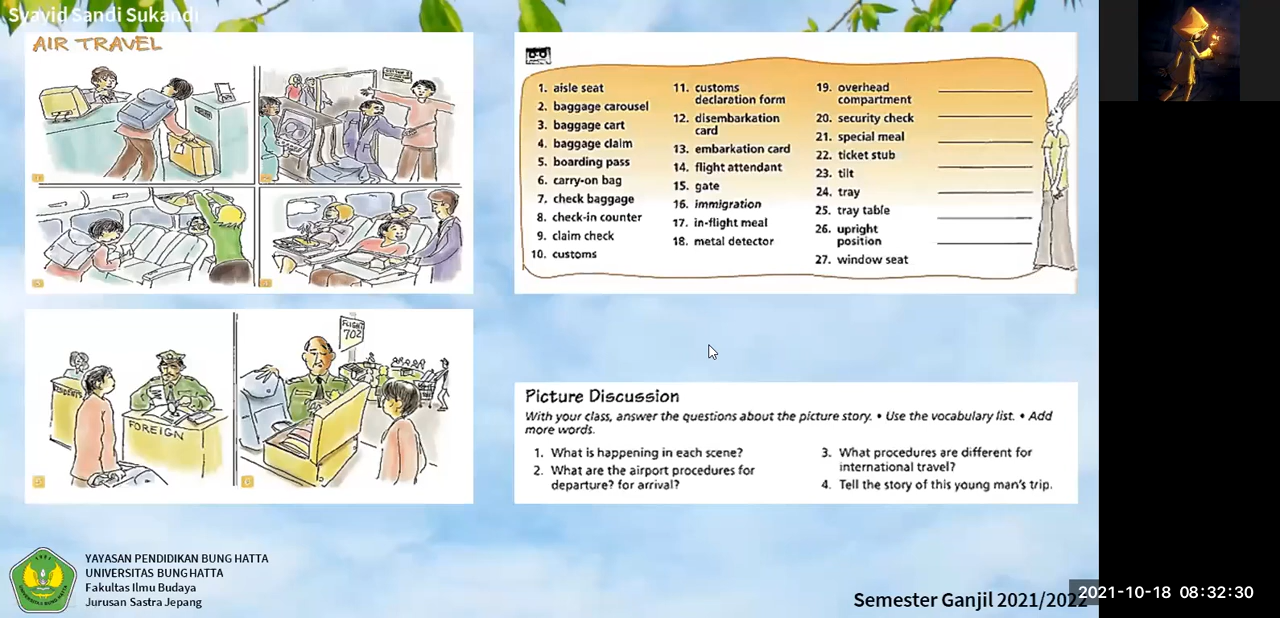 Syavid Sandi Sukandi
AIR TRAVEL
FLIGHT
702
RESIDENTS
FOREIGN
1. aisle seat
2. baggage carousel
3. baggage cart
4. baggage claim
5. boarding pass
6. carry-on bag
7. check baggage
8. check-in counter
9. claim check
10. customs
11. customs
declaration form
12. disembarkation
card
13. embarkation card
14. flight attendant
15. gate
16. immigration
17. in-flight meal
18. metal detector
19. overhead
compartment
20. security check
21. special meal
22. ticket stub
23. tilt
24. tray
25. tray table
26. upright
position
27. window seat
Picture Discussion
With your class, answer the questions about the picture story. • Use the vocabulary list. • Add
more words.
1. What is happening in each scene?
2. What are the airport procedures for
departure? for arrival?
3. What procedures are different for
international travel?
4. Tell the story of this young man's trip.
YAYASAN PENDIDIKAN BUNG HATTA
UNIVERSITAS BUNG HATTA
Fakultas Ilmu Budaya
Jurusan Sastra Jepang
Semester Ganjil 2021/2022
2021-10-18 08:32:30